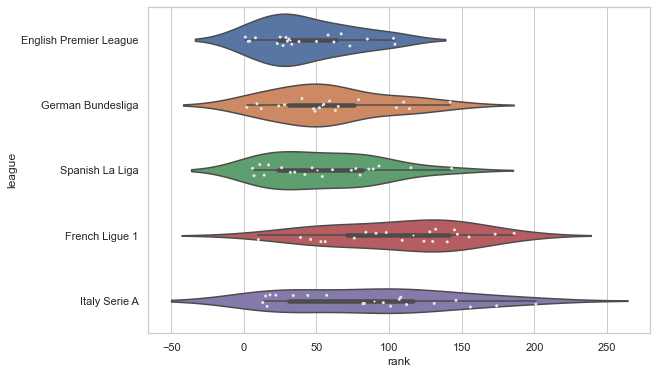 English Premier League
German Bundesliga
Spanish La Liga
French Ligue 1
Italy Serie A
league
−50
0
50
100
150
200
250
rank